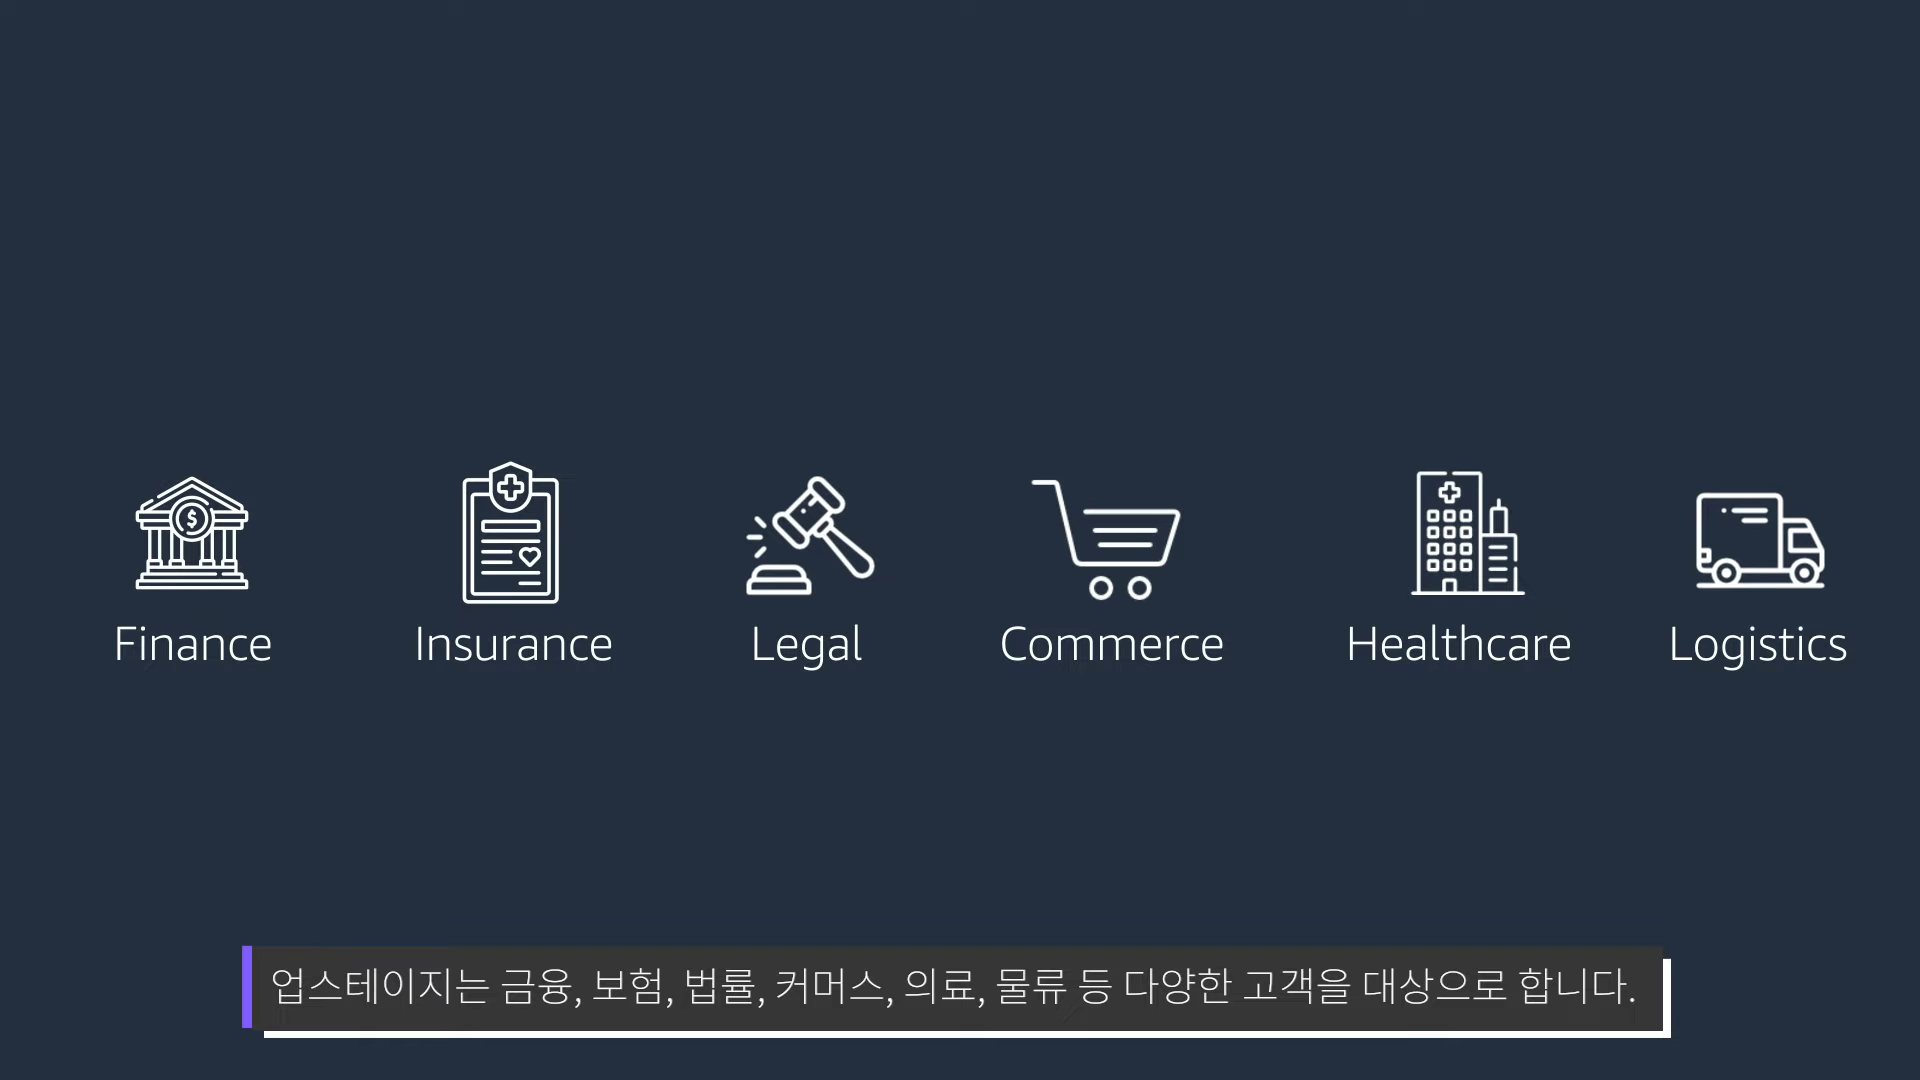 Finance
Insurance
Legal
Commerce
Healthcare
Logistics
업스테이지는 금융, 보험, 법률, 커머스, 의료, 물류 등 다양한 고객을 대상으로 합니다.